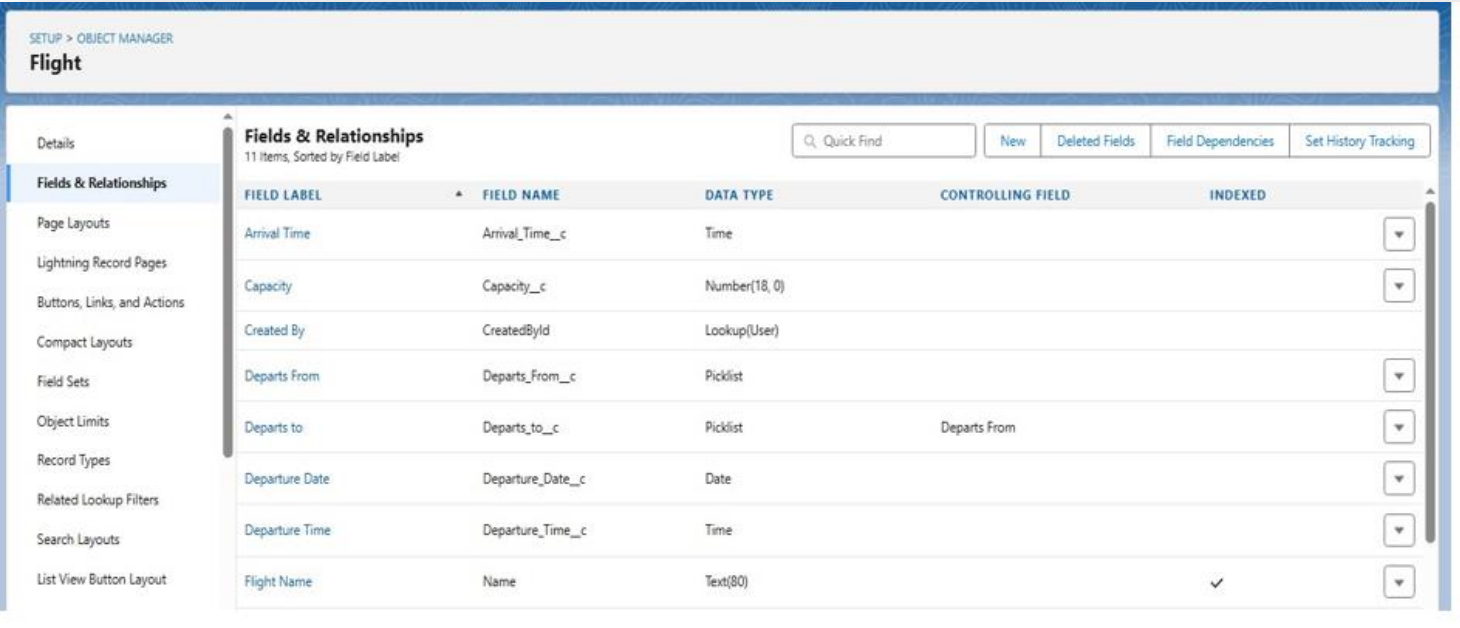 SETUP > OBJECT MANAGER
Flight
Details
Fields & Relationships
Page Layouts
Lightning Record Pages
Buttons, Links, and Actions
Compact Layouts
Field Sets
Object Limits
Record Types
Related Lookup Filters
Search Layouts
List View Button Layout
Fields & Relationships
11 Items, Sorted by Field Label
Quick Find New Deleted Fields Field Dependencies Set History Tracking
FIELD LABEL FIELD NAME DATA TYPE CONTROLLING FIELD INDEXED
Arrival Time Arrival_Time__c Time
Capacity Capacity__c Number(18, 0)
Created By CreatedById Lookup(User)
Departs From Departs_From__c Picklist
Departs to Departs_to__c Picklist Departs From
Departure Date Departure_Date__c Date
Departure Time Departure_Time__c Time
Flight Name Name Text(80)